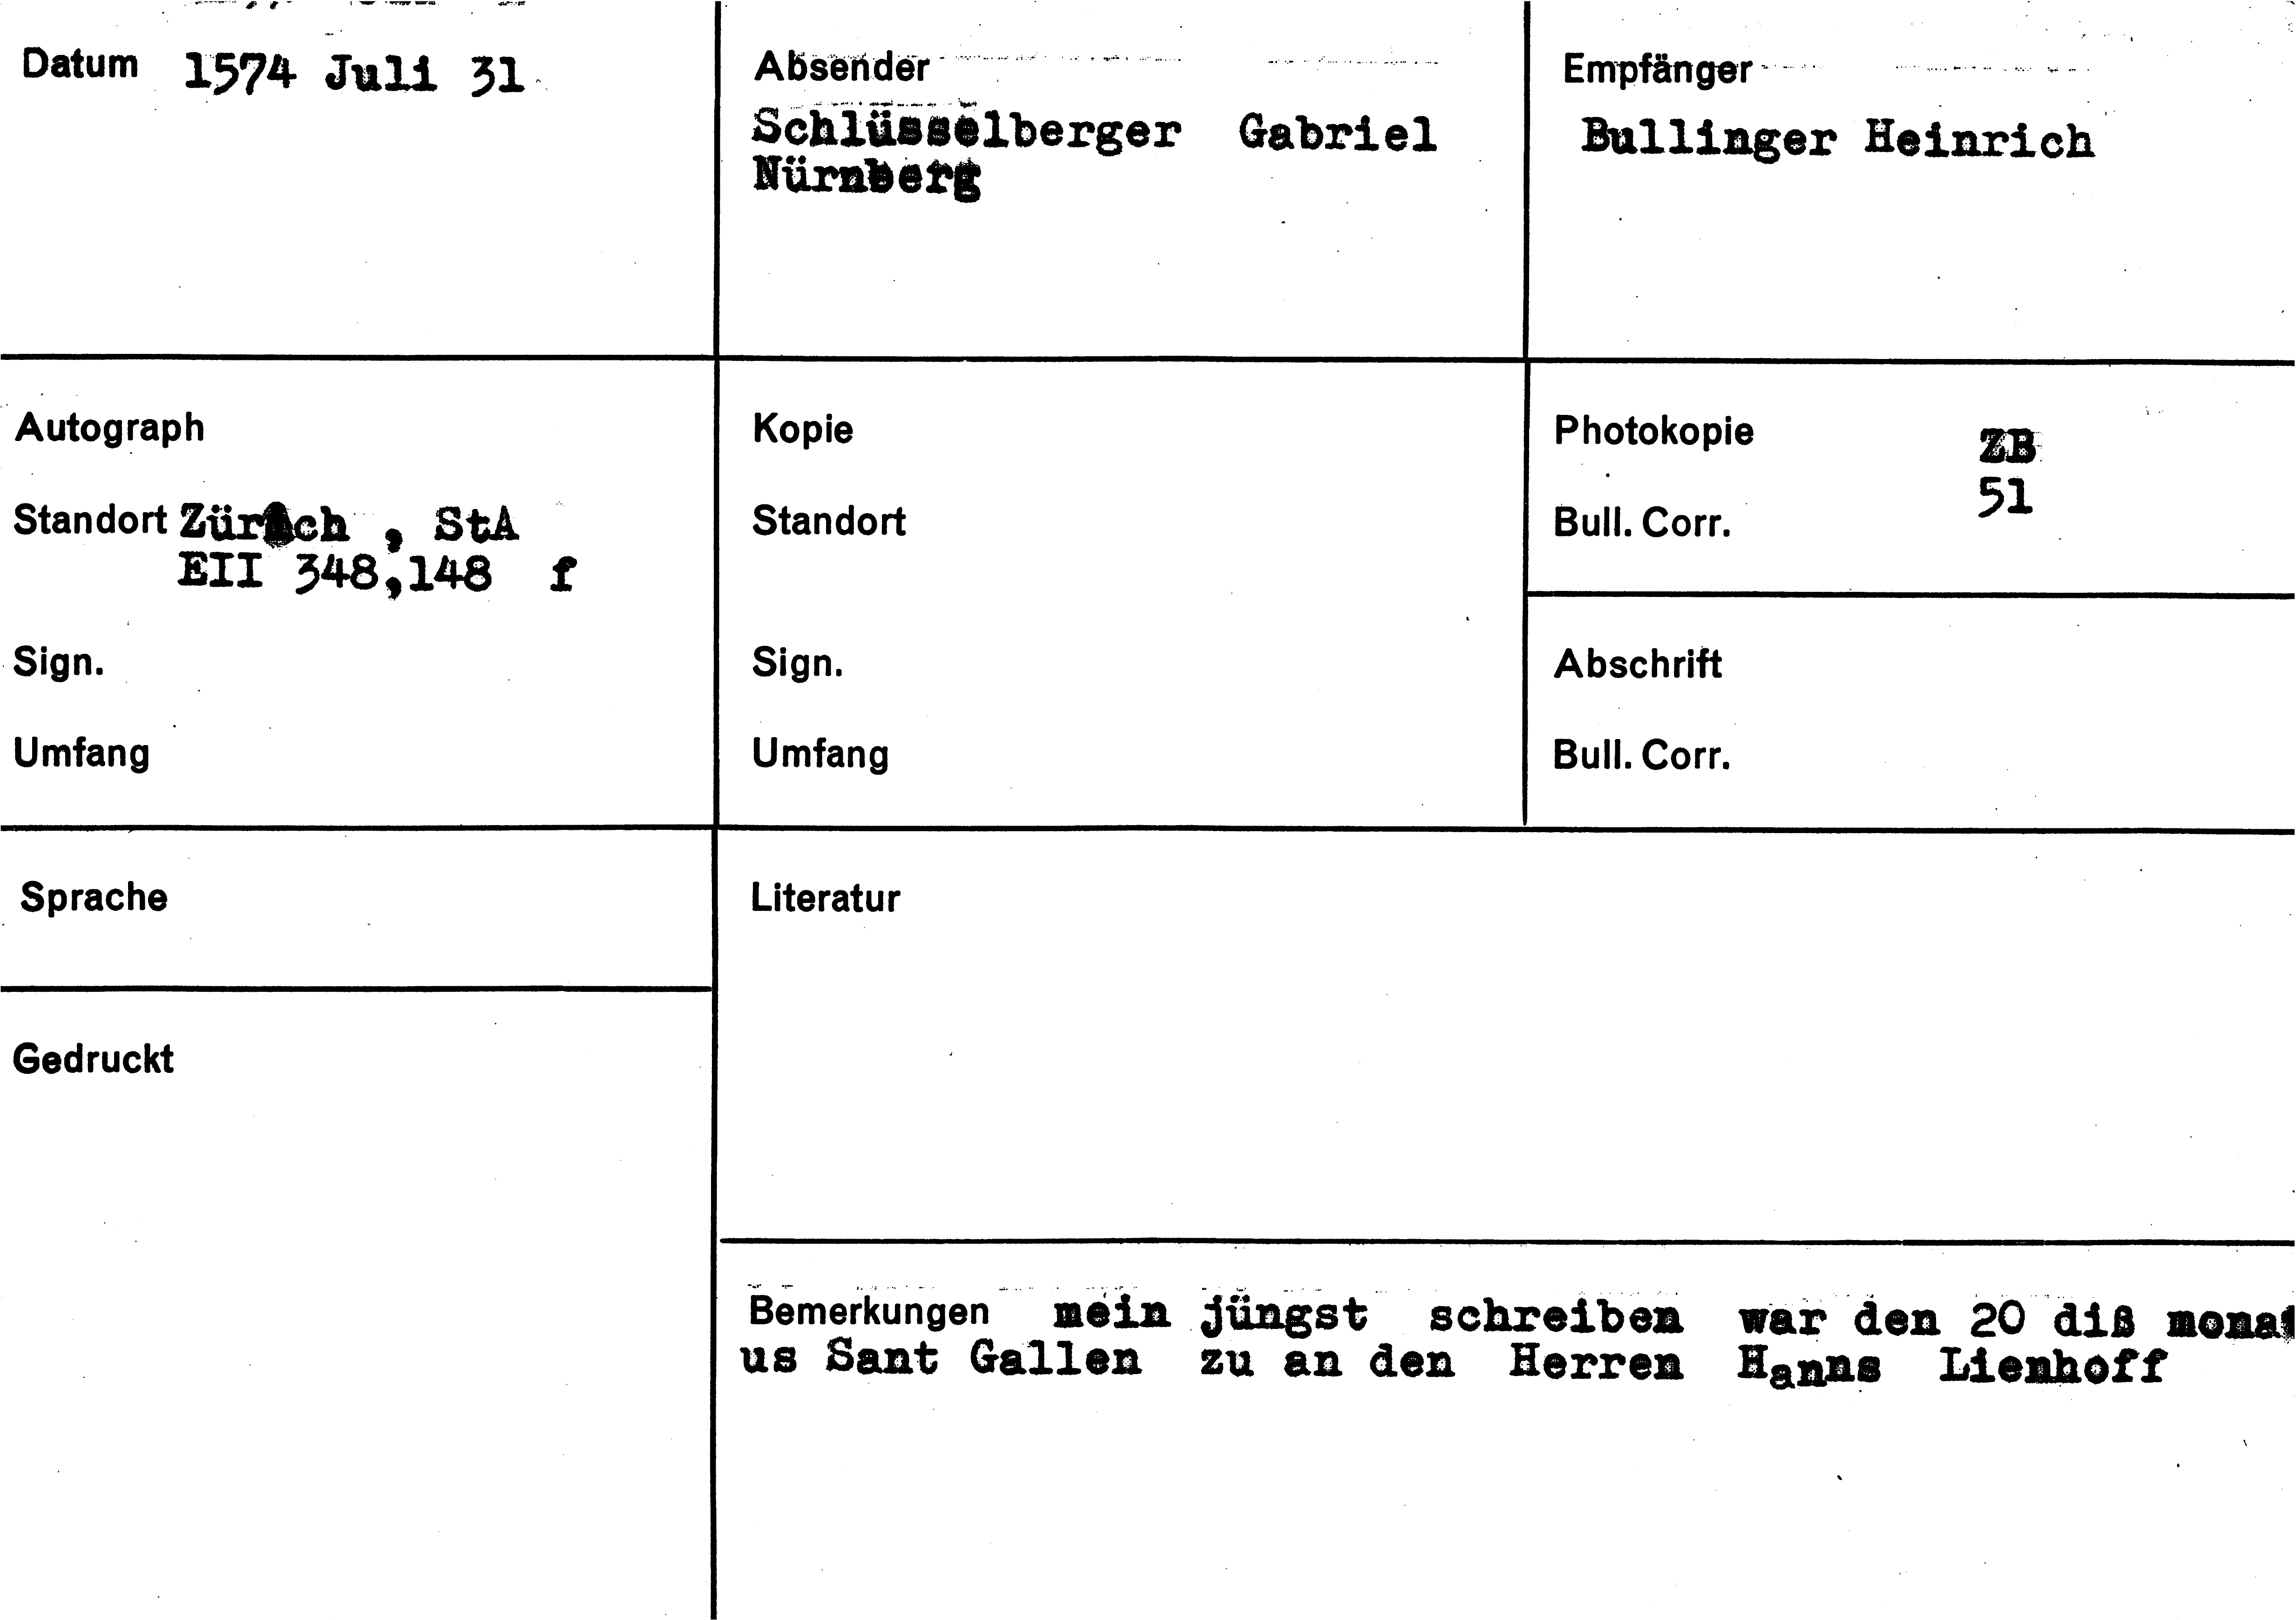 Datum 1574 Juli 31
Absender
Schlüsselberger Gabriel
Nürnberg
Empfänger
Bullinger Heinrich
Autograph
Standort Zürich , StA
EII 348,148 f
Sign.
Umfang
Kopie
Standort
Sign.
Umfang
Photokopie ZB
Bull. Corr. 51
Abschrift
Bull. Corr.
Sprache
Gedruckt
Literatur
Bemerkungen mein jüngst schreiben war den 20 diß monat
us Sant Gallen zu an den Herren Hanns Lienhoff